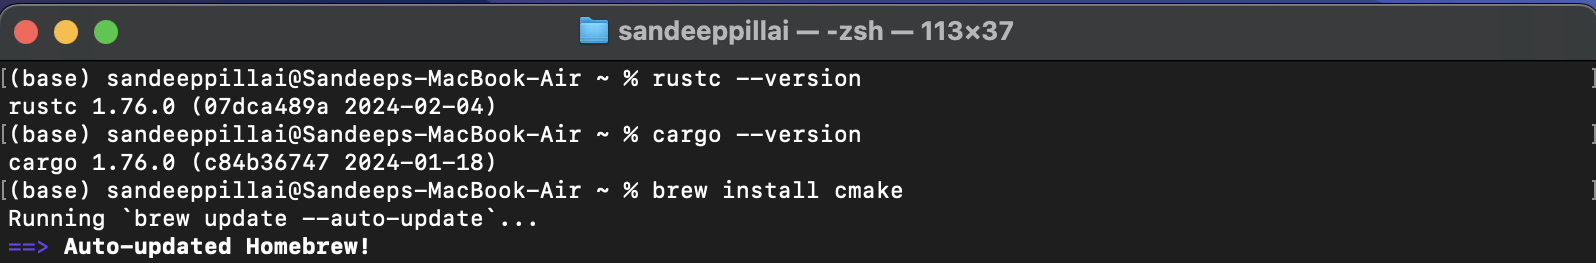 sandeeppillai — -zsh — 113×37
[(base) sandeeppillai@Sandeeps-MacBook-Air ~ % rustc --version ]
rustc 1.76.0 (07dca489a 2024-02-04)
[(base) sandeeppillai@Sandeeps-MacBook-Air ~ % cargo --version ]
cargo 1.76.0 (c84b36747 2024-01-18)
[(base) sandeeppillai@Sandeeps-MacBook-Air ~ % brew install cmake ]
Running `brew update --auto-update`...
==> Auto-updated Homebrew!